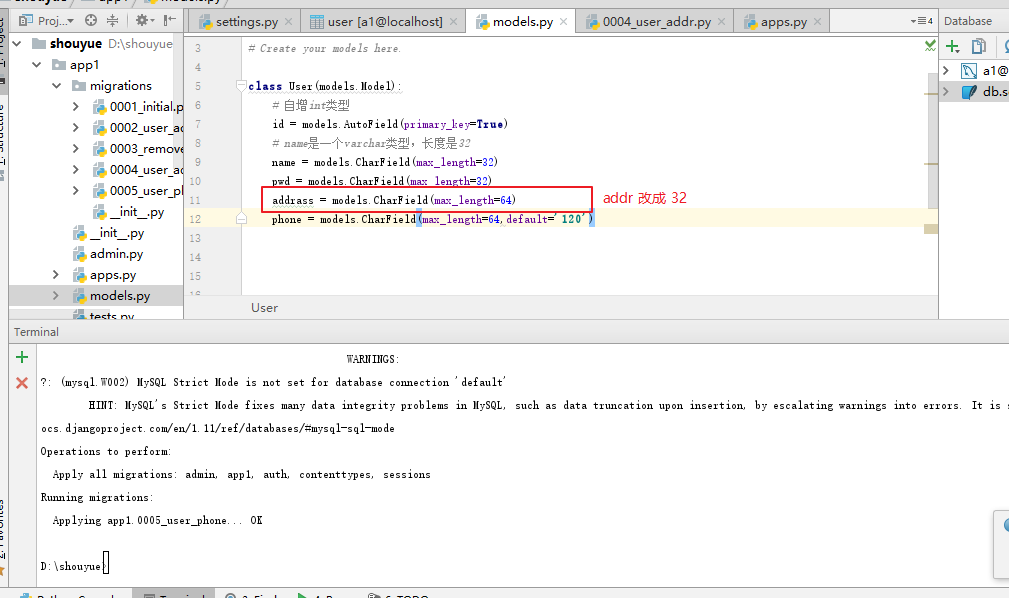 Proj...
settings.py
user [a1@localhost]
models.py
0004_user_addr.py
apps.py
4
Database
shouyue D:\shouyue
app1
migrations
0001_initial.p
0002_user_ad
0003_remove
0004_user_ad
0005_user_pl
__init__.py
__init__.py
admin.py
apps.py
models.py
tests.py
3 # Create your models here.
4
5 class User(models.Model):
6 # 自增int类型
7 id = models.AutoField(primary_key=True)
8 # name是一个varchar类型，长度是32
9 name = models.CharField(max_length=32)
10 pwd = models.CharField(max_length=32)
11 addrass = models.CharField(max_length=64)
addr 改成 32
12 phone = models.CharField(max_length=64,default='120')
13
14
15
16
User
a1@
db.s
Terminal
WARNINGS:
?: (mysql.W002) MySQL Strict Mode is not set for database connection 'default'
HINT: MySQL's Strict Mode fixes many data integrity problems in MySQL, such as data truncation upon insertion, by escalating warnings into errors. It is s
ocs.djangoproject.com/en/1.11/ref/databases/#mysql-sql-mode
Operations to perform:
Apply all migrations: admin, app1, auth, contenttypes, sessions
Running migrations:
Applying app1.0005_user_phone... OK
D:\shouyue>